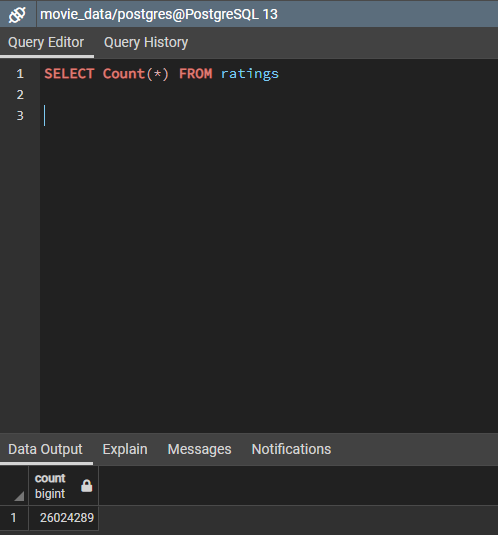 movie_data/postgres@PostgreSQL 13
Query Editor Query History
1 SELECT Count(*) FROM ratings
2
3
Data Output Explain Messages Notifications
count
bigint
1 26024289